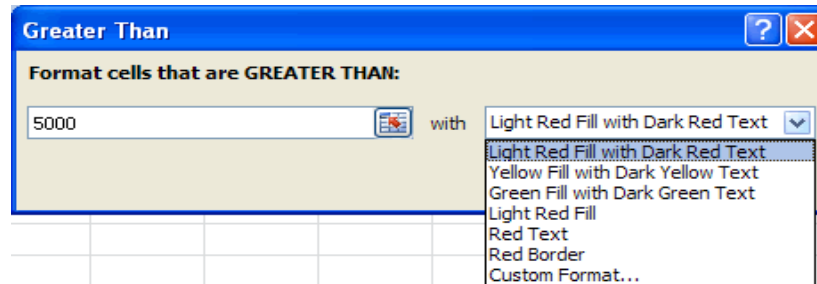 Greater Than
Format cells that are GREATER THAN:
5000 with Light Red Fill with Dark Red Text
Light Red Fill with Dark Red Text
Yellow Fill with Dark Yellow Text
Green Fill with Dark Green Text
Light Red Fill
Red Text
Red Border
Custom Format...